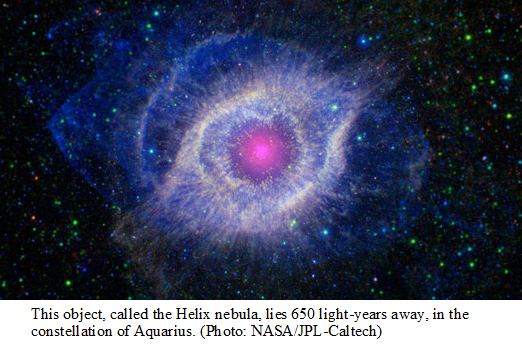 This object, called the Helix nebula, lies 650 light-years away, in the
constellation of Aquarius. (Photo: NASA/JPL-Caltech)